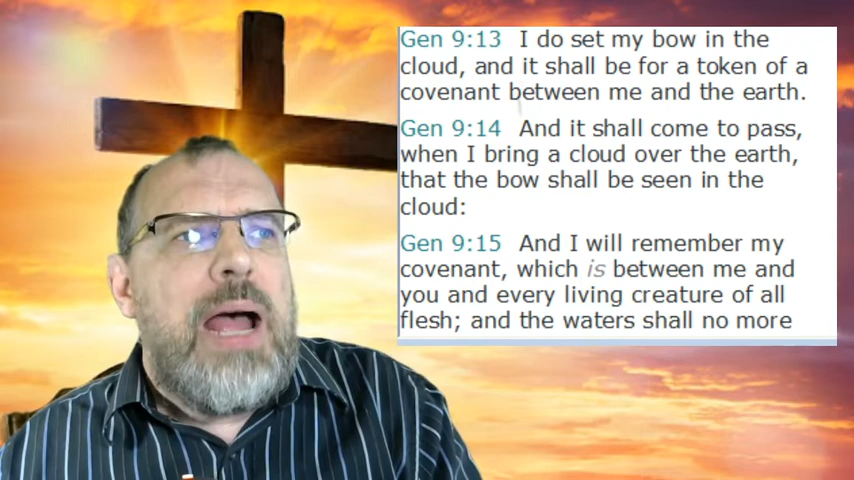 Gen 9:13 I do set my bow in the
cloud, and it shall be for a token of a
covenant between me and the earth.
Gen 9:14 And it shall come to pass,
when I bring a cloud over the earth,
that the bow shall be seen in the
cloud:
Gen 9:15 And I will remember my
covenant, which is between me and
you and every living creature of all
flesh; and the waters shall no more